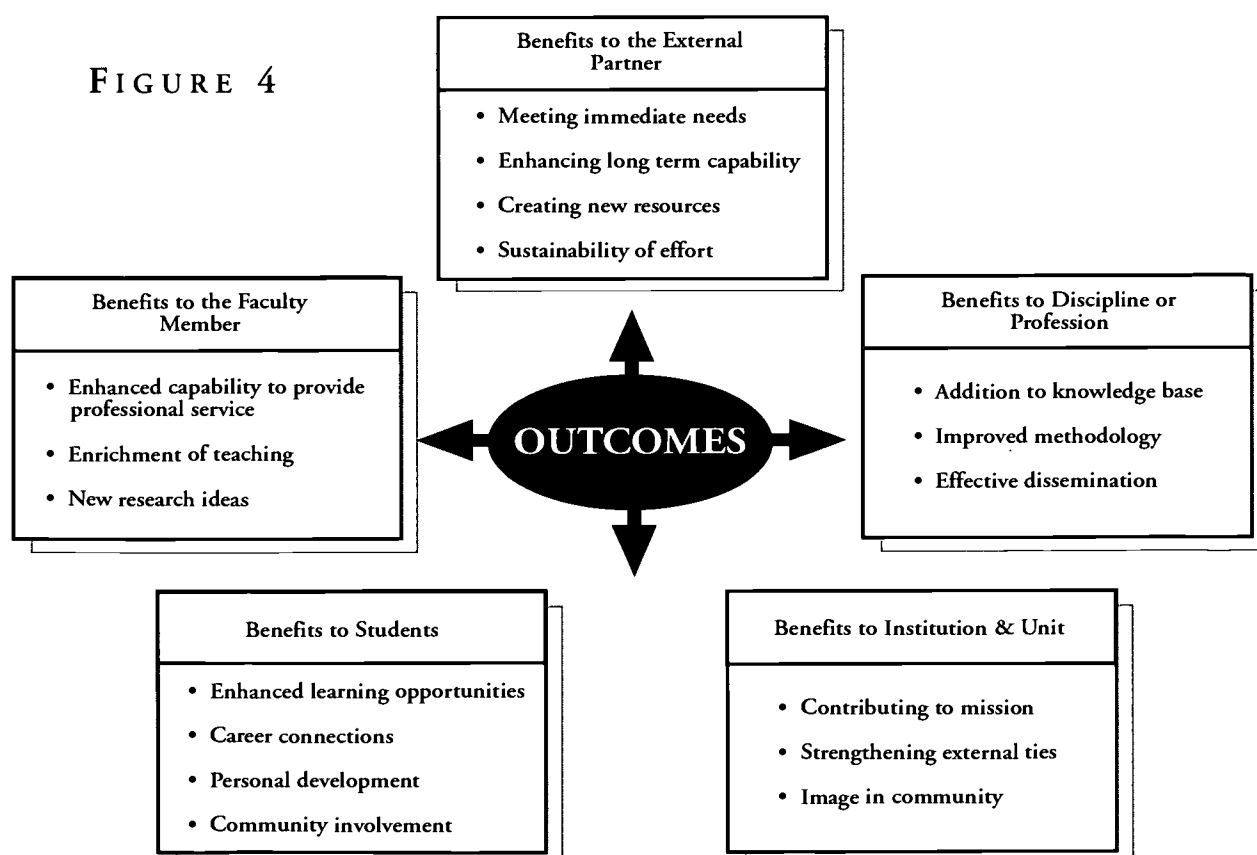 FIGURE 4
Benefits to the External
Partner
• Meeting immediate needs
• Enhancing long term capability
• Creating new resources
• Sustainability of effort
Benefits to the Faculty
Member
• Enhanced capability to provide
professional service
• Enrichment of teaching
• New research ideas
OUTCOMES
Benefits to Discipline or
Profession
• Addition to knowledge base
• Improved methodology
• Effective dissemination
Benefits to Students
• Enhanced learning opportunities
• Career connections
• Personal development
• Community involvement
Benefits to Institution & Unit
• Contributing to mission
• Strengthening external ties
• Image in community